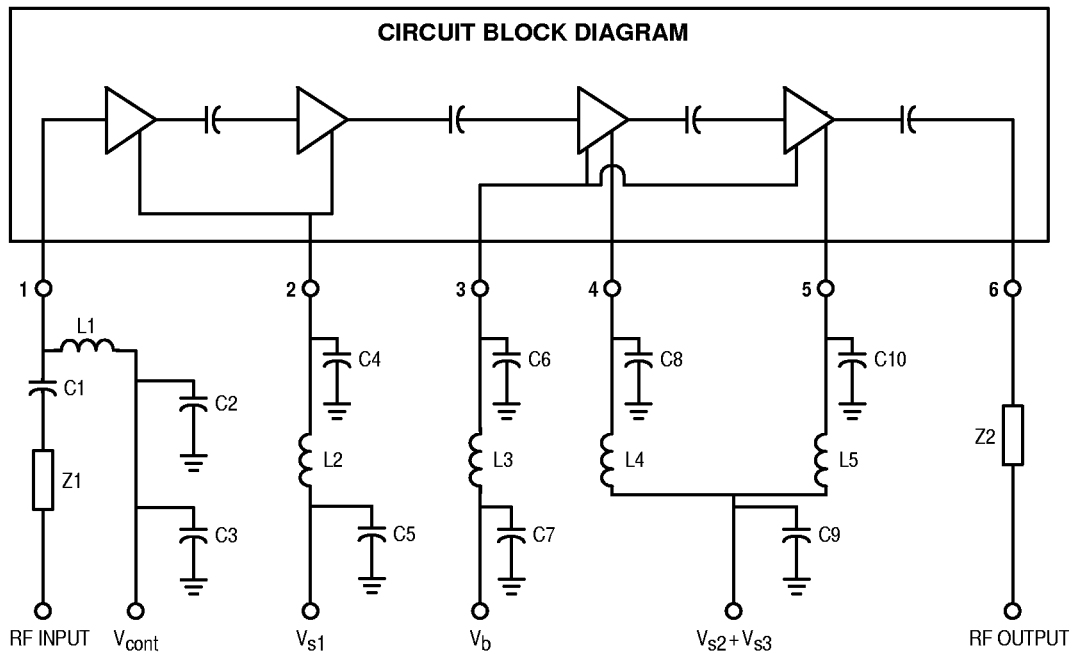 CIRCUIT BLOCK DIAGRAM
1
2
3
4
5
6
L1
C1
C2
Z1
C3
C4
L2
C5
C6
L3
C7
C8
L4
C9
C10
L5
Z2
RF INPUT
Vcont
Vs1
Vb
Vs2 + Vs3
RF OUTPUT